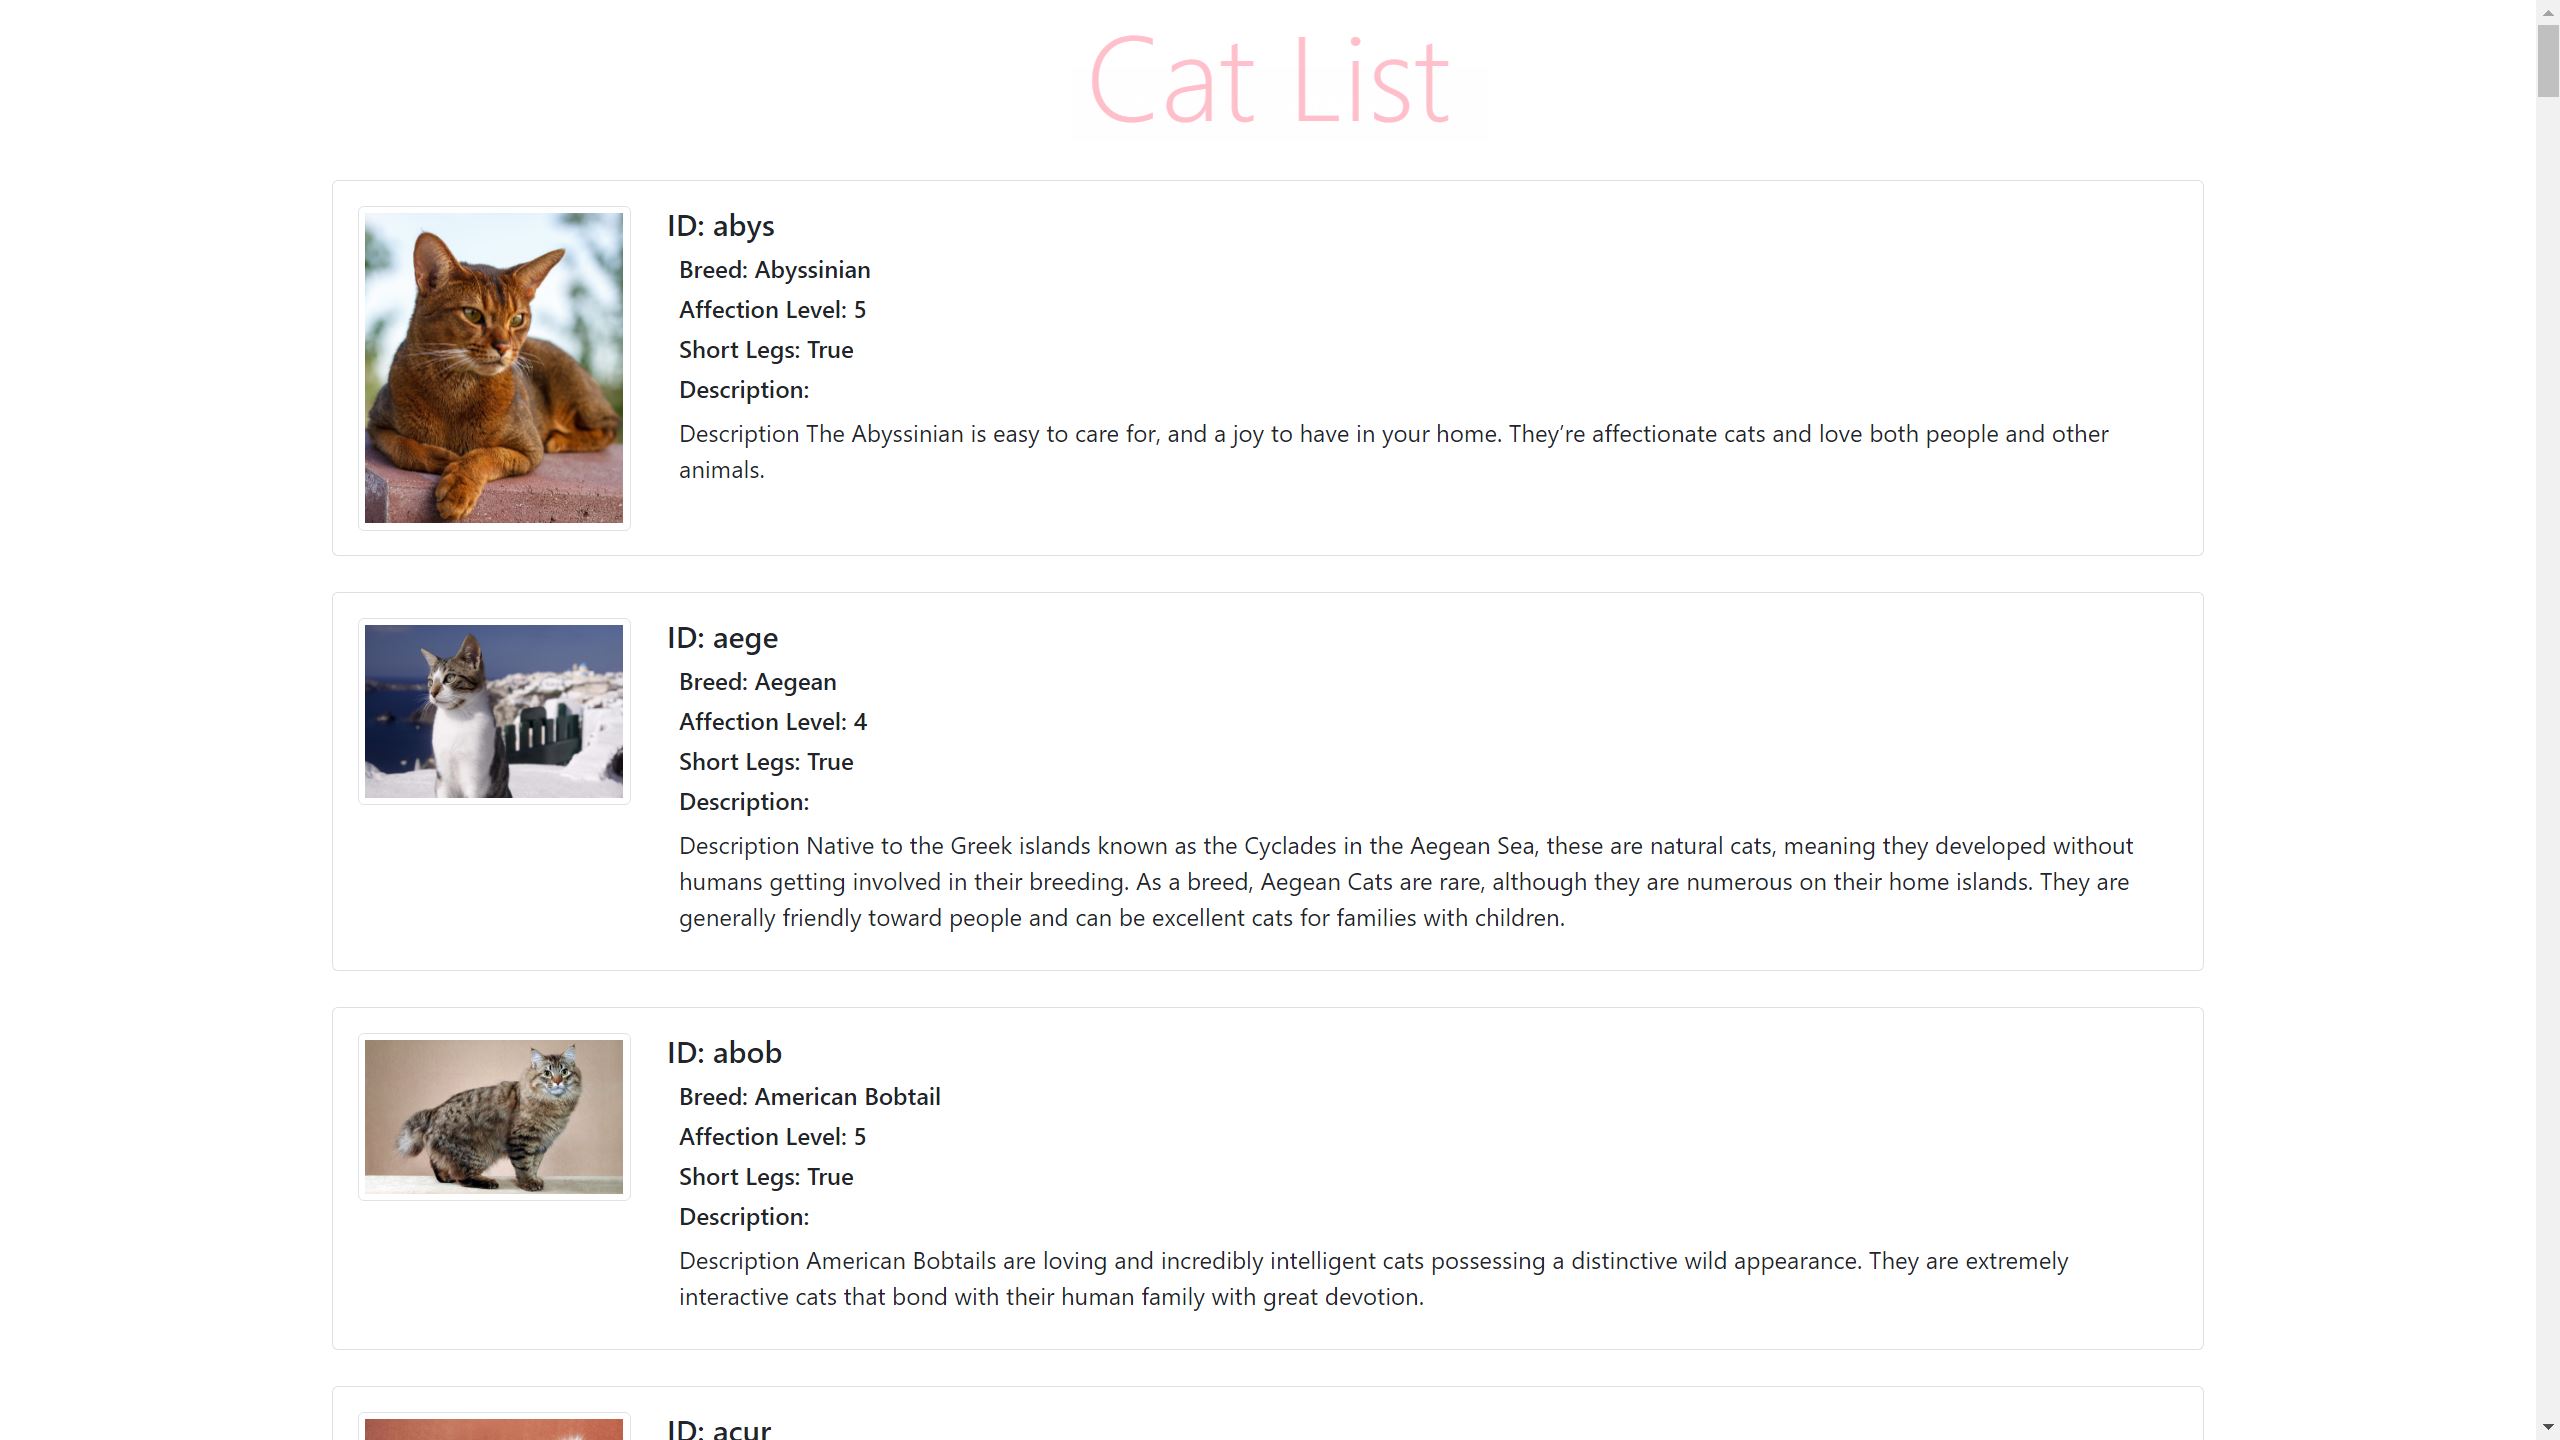 Cat List
ID: abys
Breed: Abyssinian
Affection Level: 5
Short Legs: True
Description:
Description The Abyssinian is easy to care for, and a joy to have in your home. They’re affectionate cats and love both people and other
animals.
ID: aege
Breed: Aegean
Affection Level: 4
Short Legs: True
Description:
Description Native to the Greek islands known as the Cyclades in the Aegean Sea, these are natural cats, meaning they developed without
humans getting involved in their breeding. As a breed, Aegean Cats are rare, although they are numerous on their home islands. They are
generally friendly toward people and can be excellent cats for families with children.
ID: abob
Breed: American Bobtail
Affection Level: 5
Short Legs: True
Description:
Description American Bobtails are loving and incredibly intelligent cats possessing a distinctive wild appearance. They are extremely
interactive cats that bond with their human family with great devotion.
ID: acur